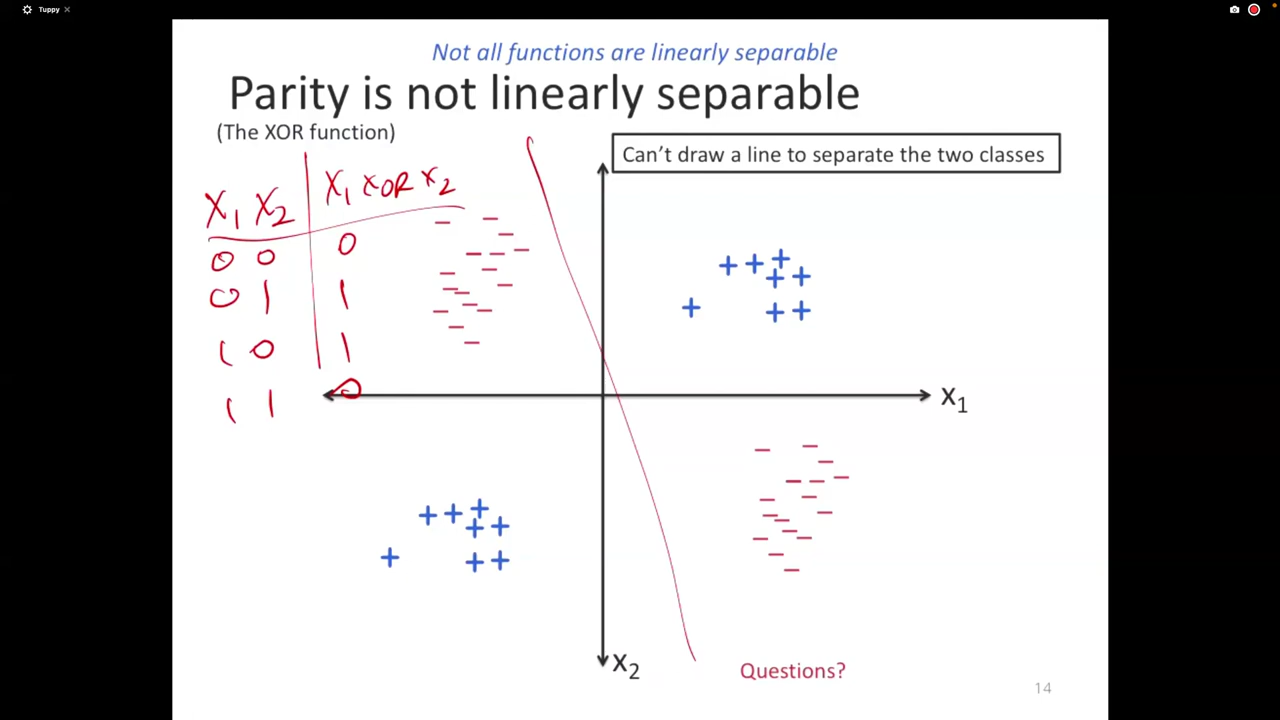 Tuppy
Not all functions are linearly separable
Parity is not linearly separable
(The XOR function)
Can't draw a line to separate the two classes
X1 X2 X1 XOR X2
0 0 0
0 1 1
1 0 1
1 1 0
x1
x2
Questions?
14